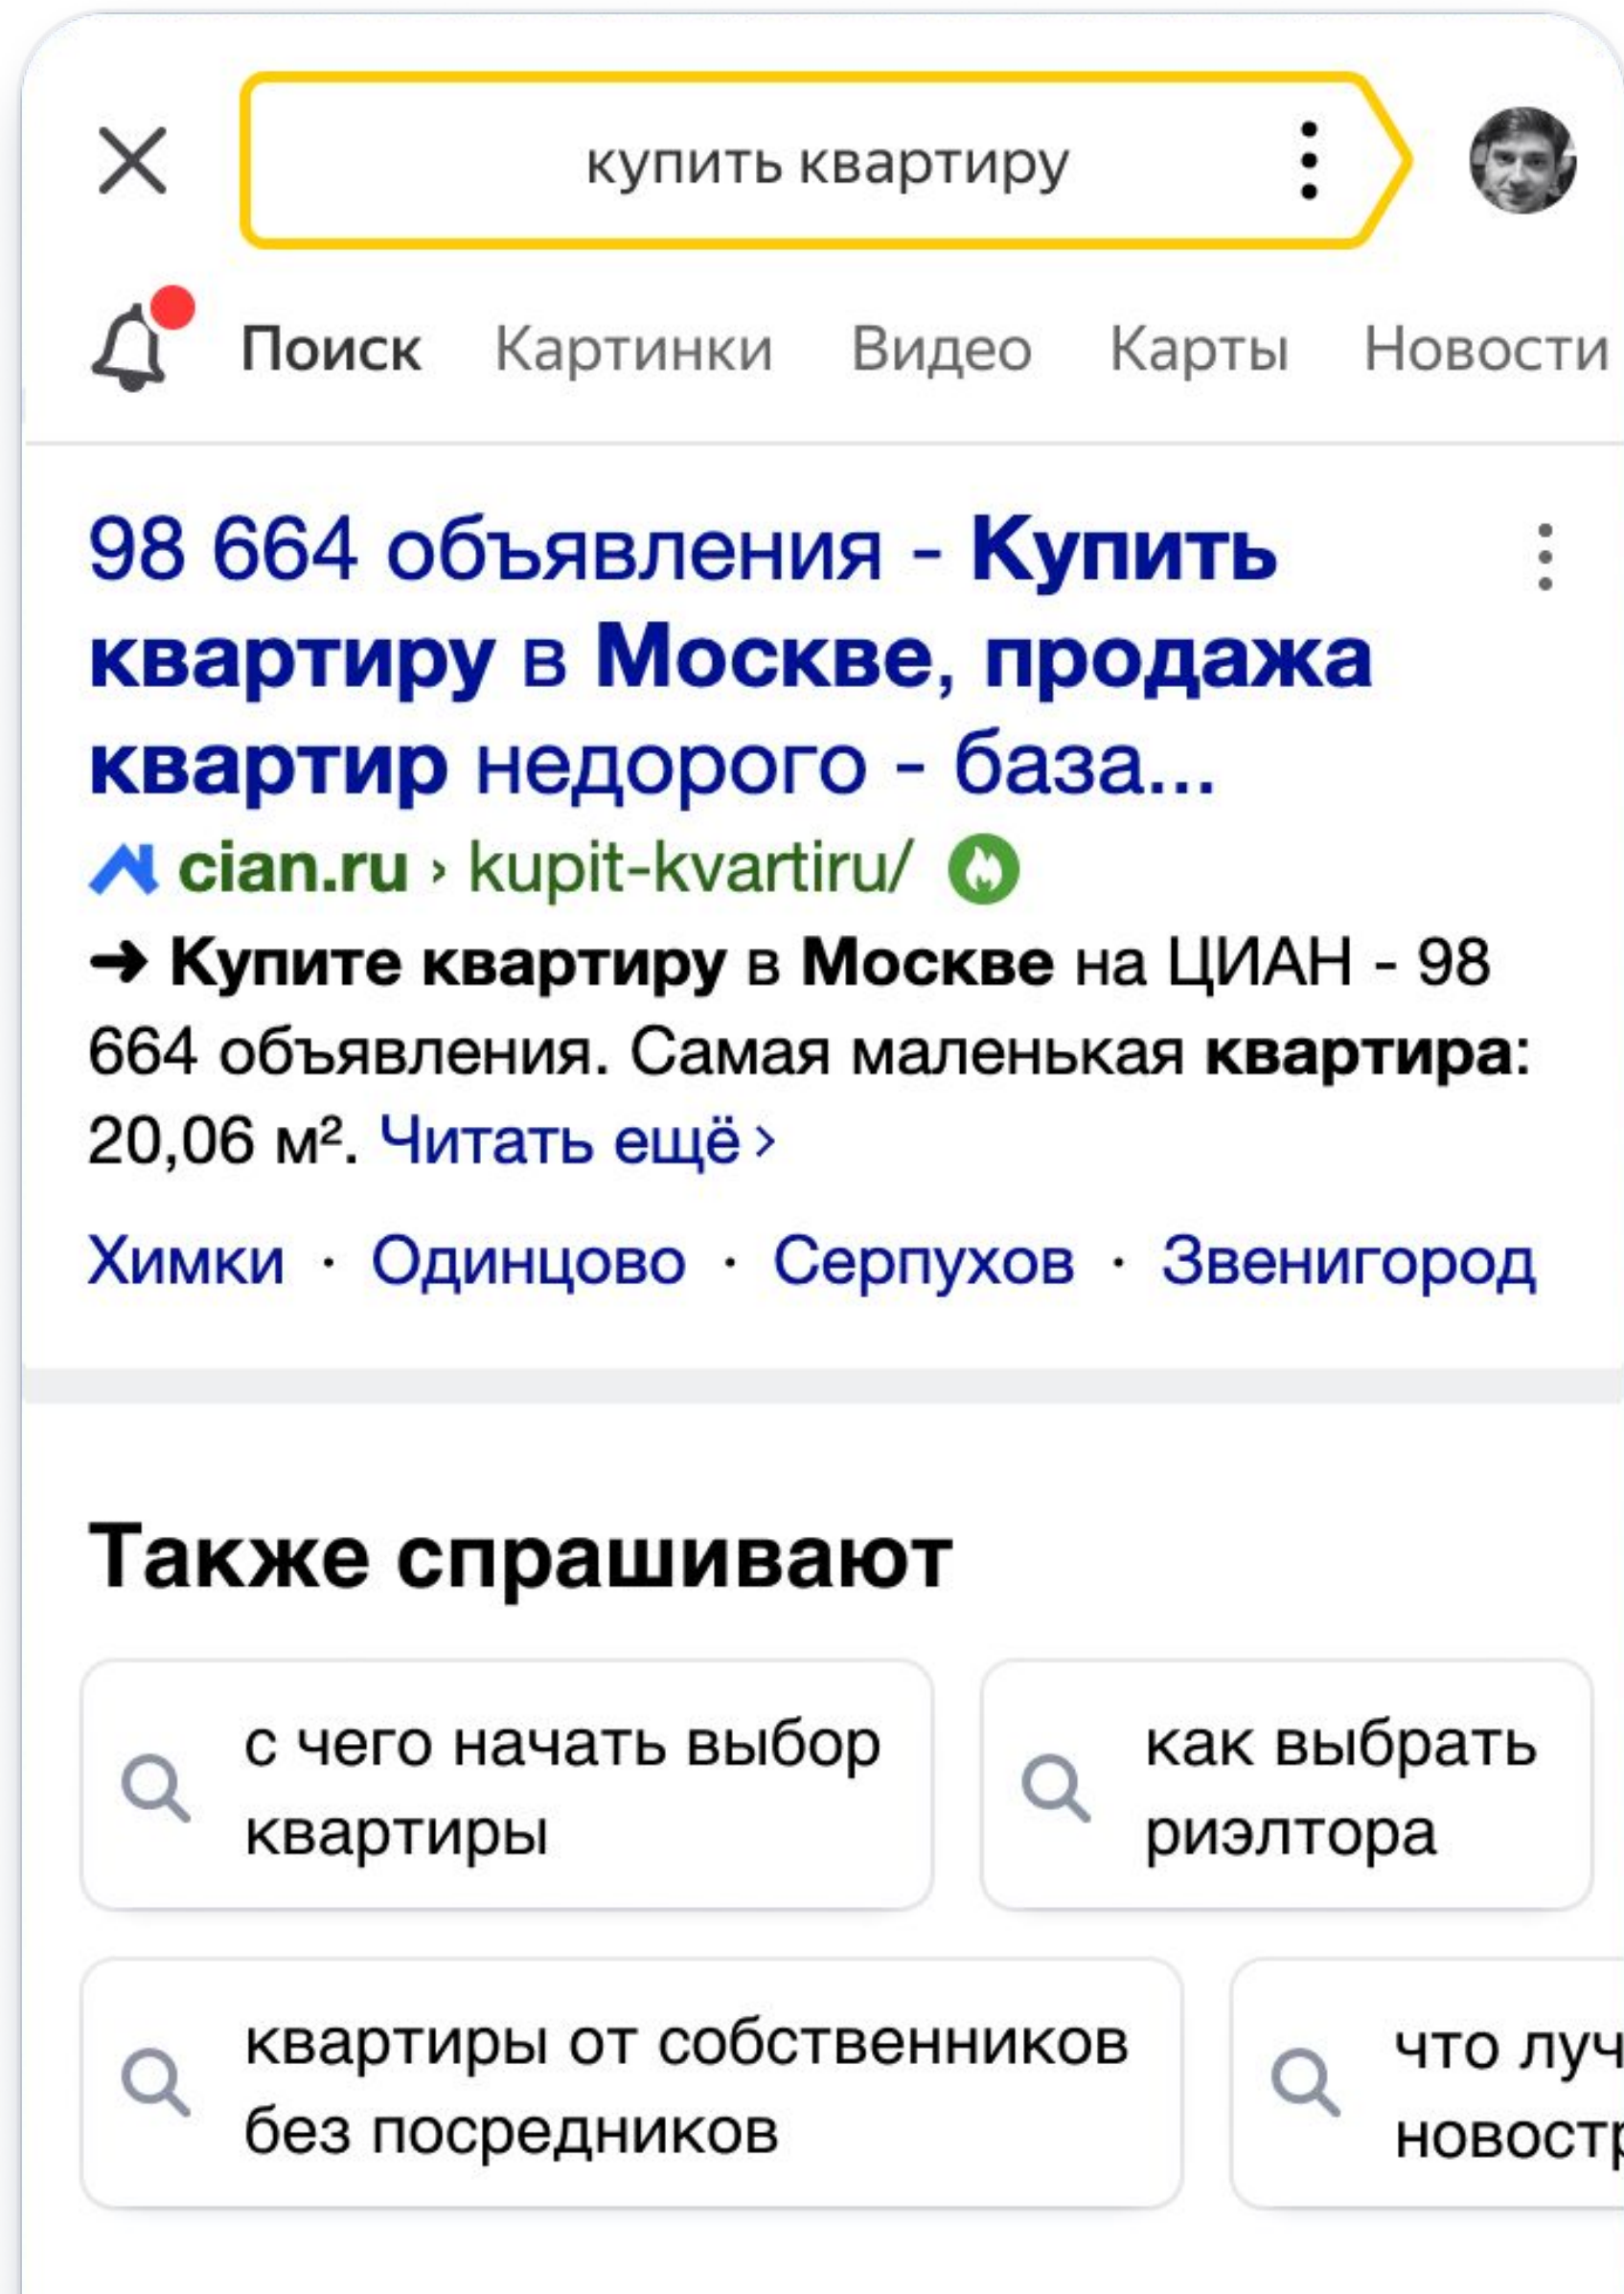 купить квартиру
Поиск Картинки Видео Карты Новости
98 664 объявления - Купить
квартиру в Москве, продажа
квартир недорого - база...
cian.ru › kupit-kvartiru/
➜ Купите квартиру в Москве на ЦИАН - 98
664 объявления. Самая маленькая квартира:
20,06 м². Читать ещё ›
Химки · Одинцово · Серпухов · Звенигород
Также спрашивают
с чего начать выбор
квартиры
как выбрать
риэлтора
квартиры от собственников
без посредников
что